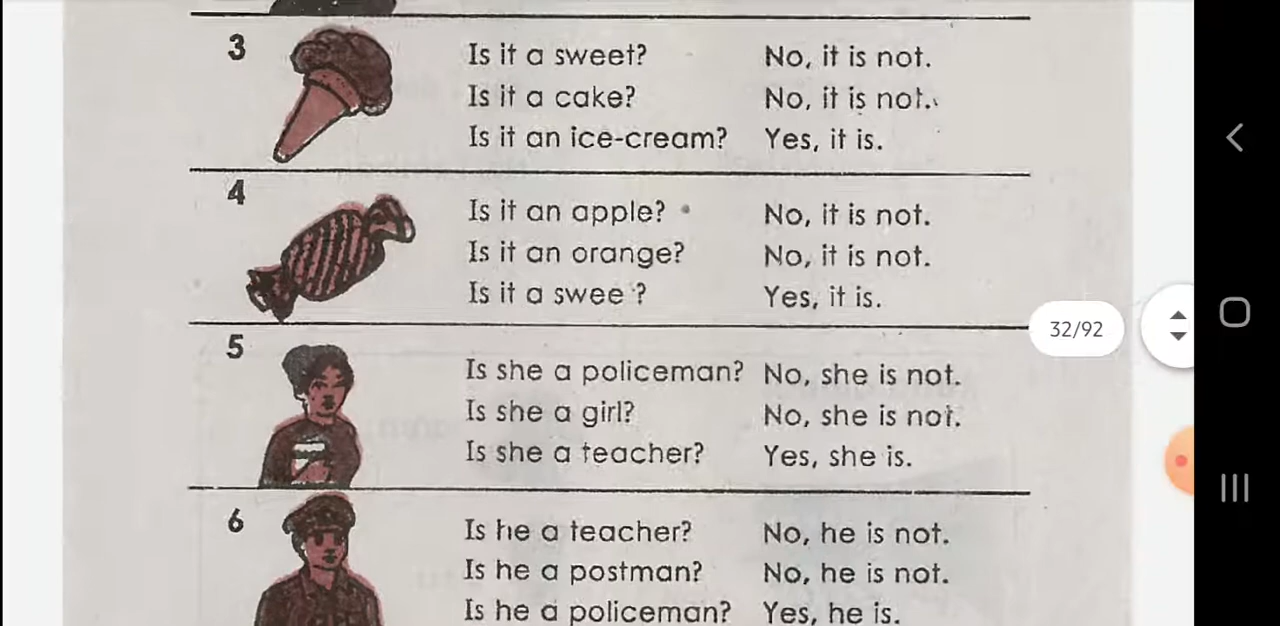 3
Is it a sweet? No, it is not.
Is it a cake? No, it is not.
Is it an ice-cream? Yes, it is.
4
Is it an apple? No, it is not.
Is it an orange? No, it is not.
Is it a swee ? Yes, it is.
32/92
5
Is she a policeman? No, she is not.
Is she a girl? No, she is not.
Is she a teacher? Yes, she is.
6
Is he a teacher? No, he is not.
Is he a postman? No, he is not.
Is he a policeman? Yes, he is.